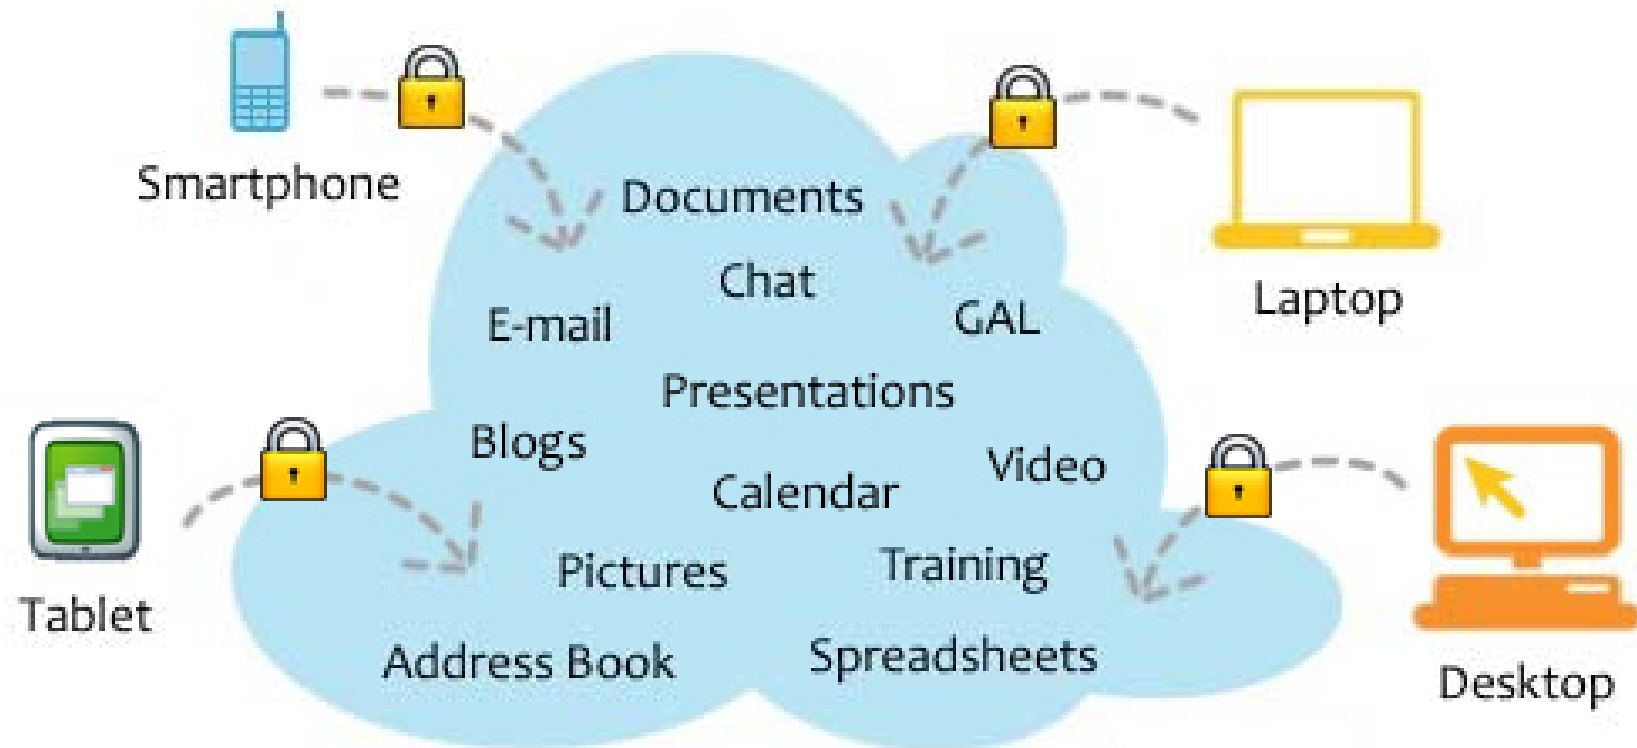 Smartphone
Documents
Chat
Laptop
E-mail
GAL
Presentations
Blogs
Video
Calendar
Pictures
Training
Tablet
Address Book
Spreadsheets
Desktop